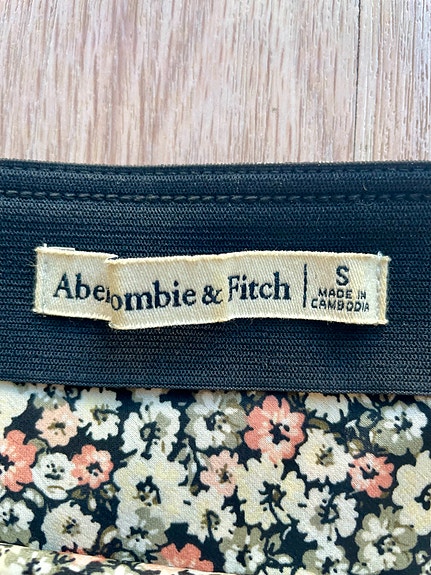 Abercrombie & Fitch
S
MADE IN
CAMBODIA